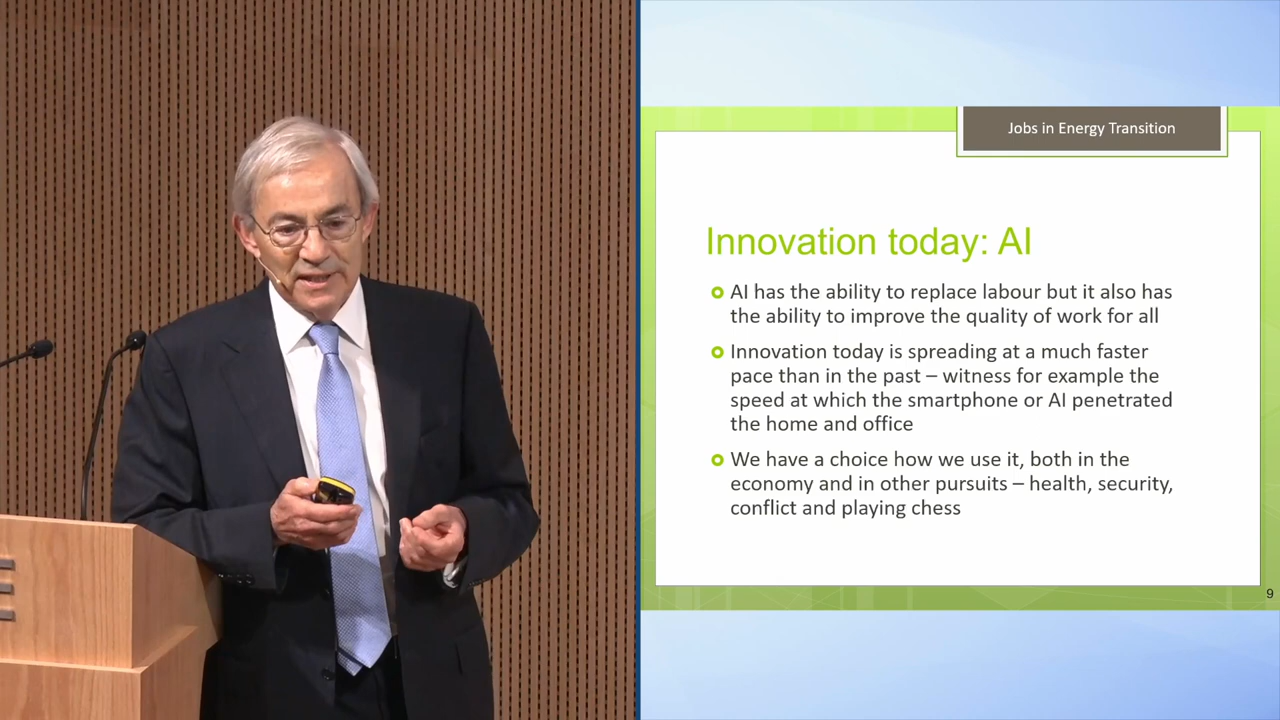 Jobs in Energy Transition
Innovation today: AI
AI has the ability to replace labour but it also has
the ability to improve the quality of work for all
Innovation today is spreading at a much faster
pace than in the past – witness for example the
speed at which the smartphone or AI penetrated
the home and office
We have a choice how we use it, both in the
economy and in other pursuits – health, security,
conflict and playing chess
9